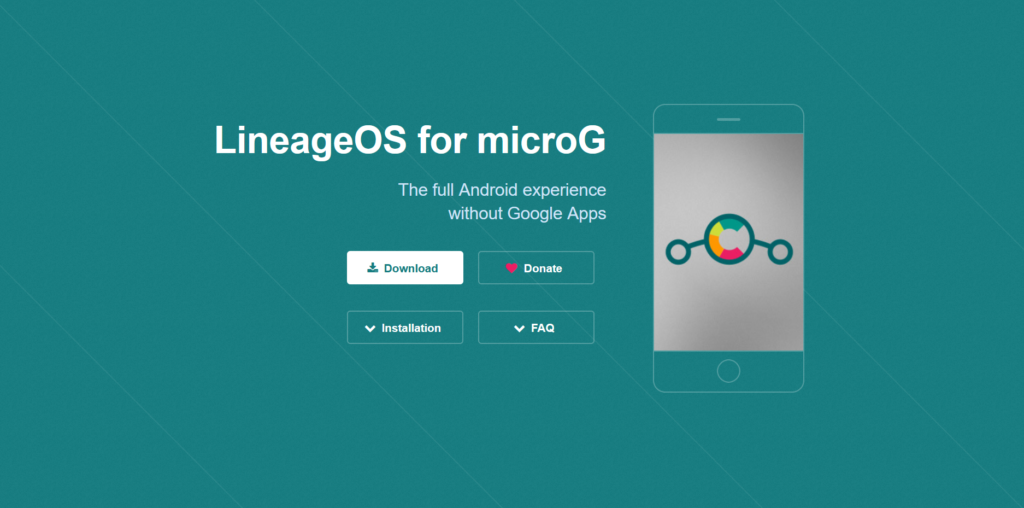 LineageOS for microG
The full Android experience
without Google Apps
Download
Donate
Installation
FAQ